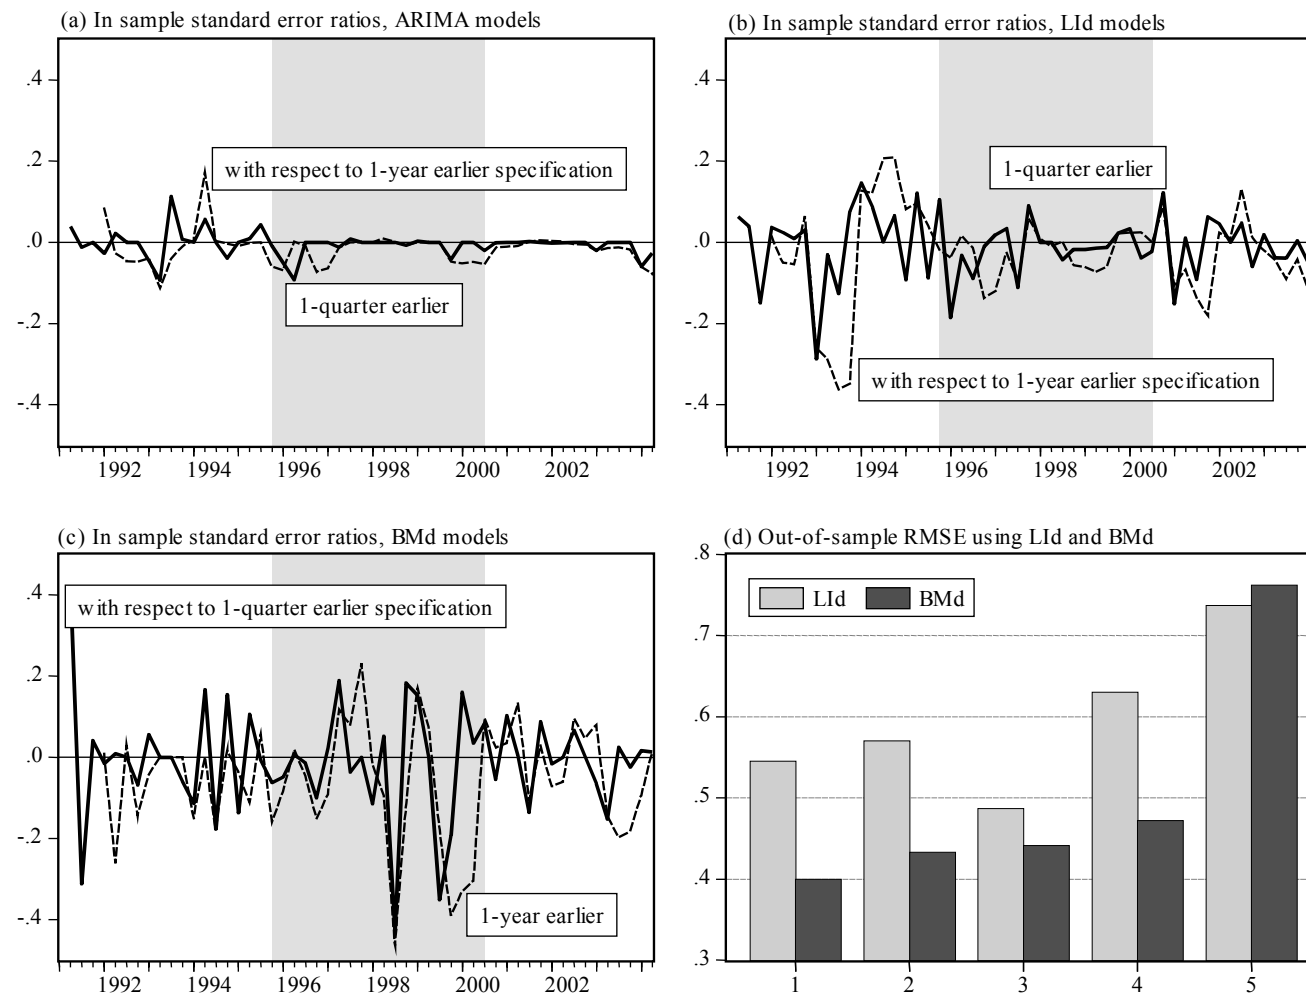 (a) In sample standard error ratios, ARIMA models
.4
.2
.0
-.2
-.4
with respect to 1-year earlier specification
1-quarter earlier
1992 1994 1996 1998 2000 2002
(b) In sample standard error ratios, LId models
.4
.2
.0
-.2
-.4
1-quarter earlier
with respect to 1-year earlier specification
1992 1994 1996 1998 2000 2002
(c) In sample standard error ratios, BMd models
.4
.2
.0
-.2
-.4
with respect to 1-quarter earlier specification
1-year earlier
1992 1994 1996 1998 2000 2002
(d) Out-of-sample RMSE using LId and BMd
.8
.7
.6
.5
.4
.3
LId BMd
1 2 3 4 5